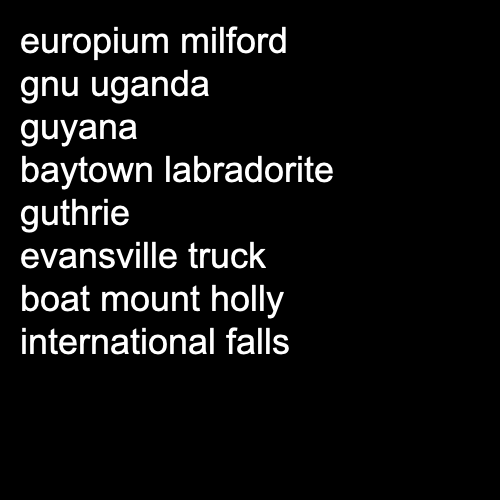 europium milford
gnu uganda
guyana
baytown labradorite
guthrie
evansville truck
boat mount holly
international falls